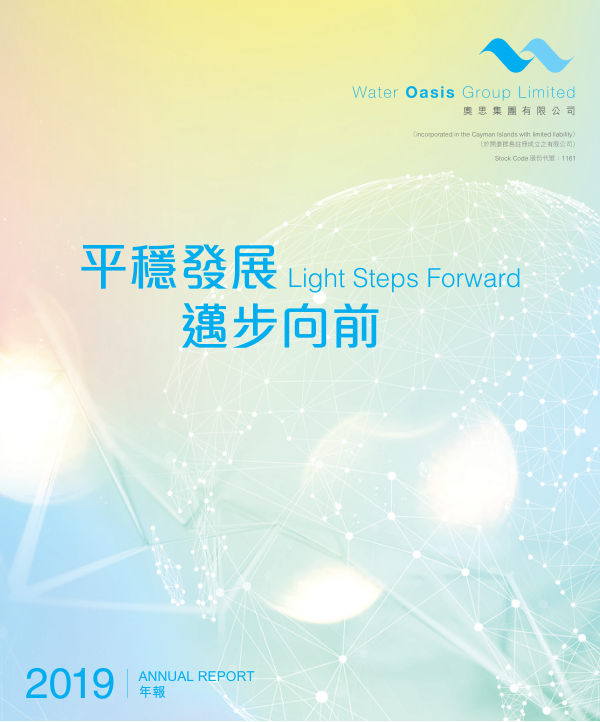 Water Oasis Group Limited
奧思集團有限公司
(incorporated in the Cayman Islands with limited liability)
(於開曼群島註冊成立之有限公司)
Stock Code 股份代號：1161
平穩發展 Light Steps Forward
邁步向前
2019
ANNUAL REPORT
年報